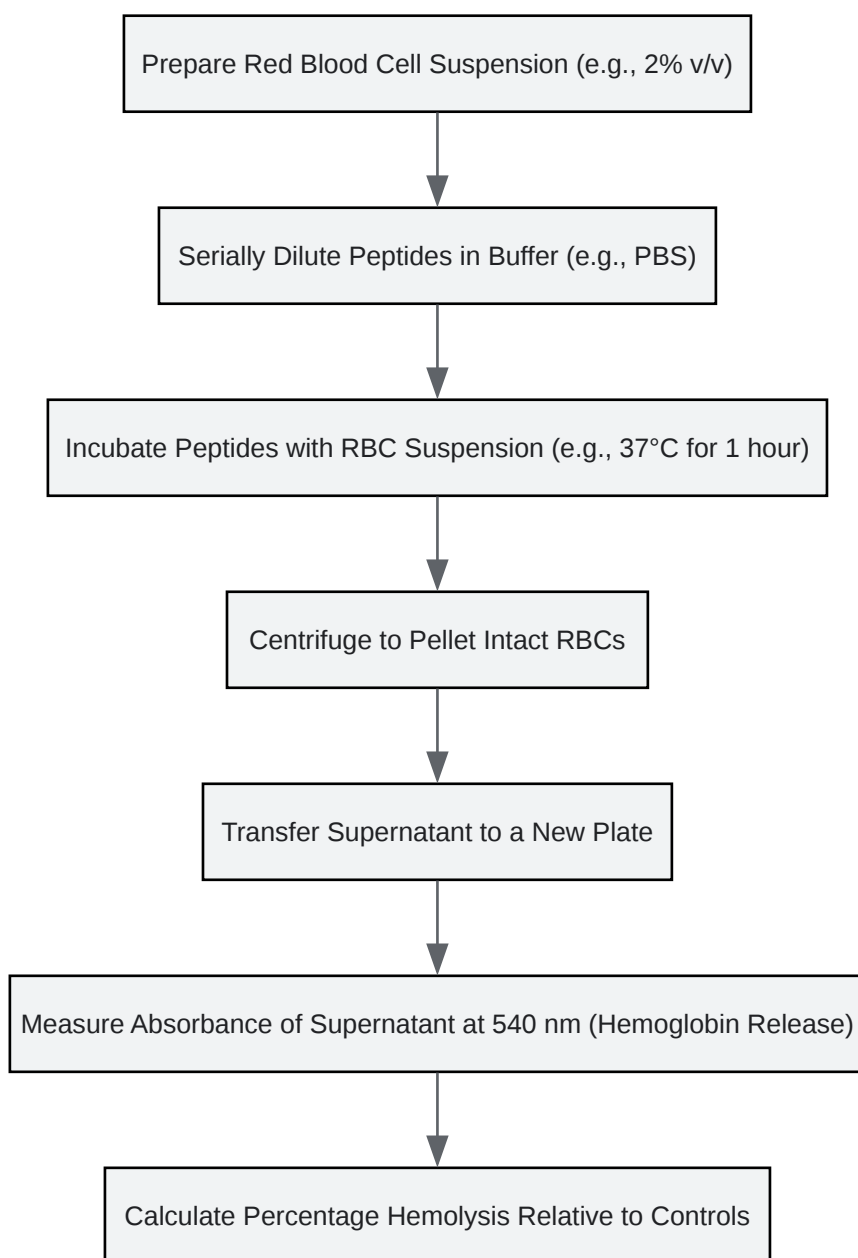 Prepare Red Blood Cell Suspension (e.g., 2% v/v)
Serially Dilute Peptides in Buffer (e.g., PBS)
Incubate Peptides with RBC Suspension (e.g., 37°C for 1 hour)
Centrifuge to Pellet Intact RBCs
Transfer Supernatant to a New Plate
Measure Absorbance of Supernatant at 540 nm (Hemoglobin Release)
Calculate Percentage Hemolysis Relative to Controls